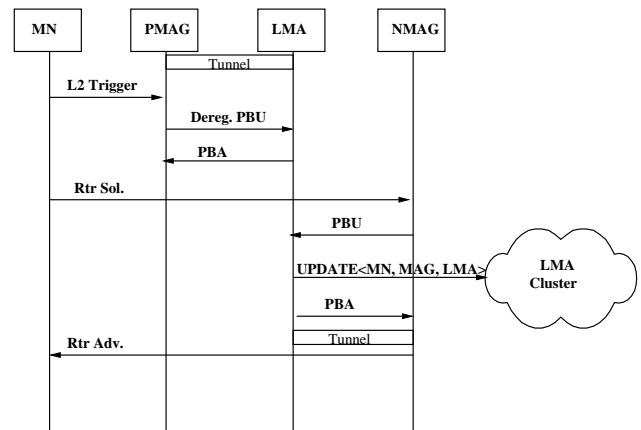 MN
PMAG
LMA
NMAG
Tunnel
L2 Trigger
Dereg. PBU
PBA
Rtr Sol.
PBU
UPDATE<MN, MAG, LMA>
LMA
Cluster
PBA
Tunnel
Rtr Adv.